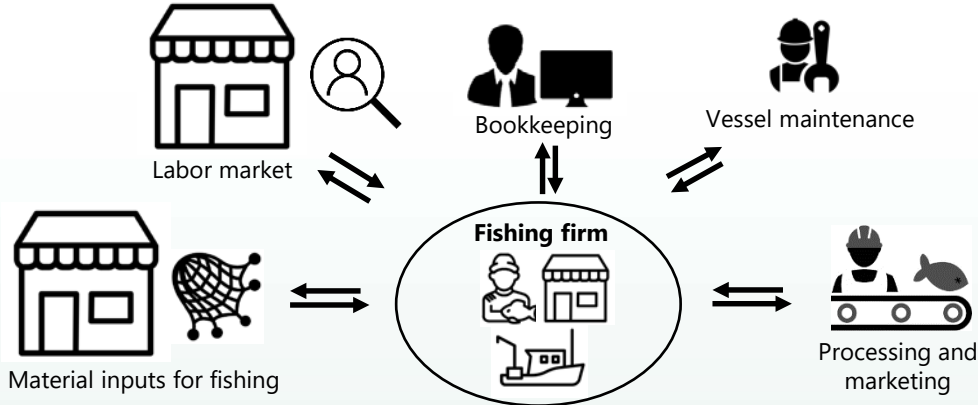 Labor market
Bookkeeping
Vessel maintenance
Fishing firm
Material inputs for fishing
Processing and
marketing